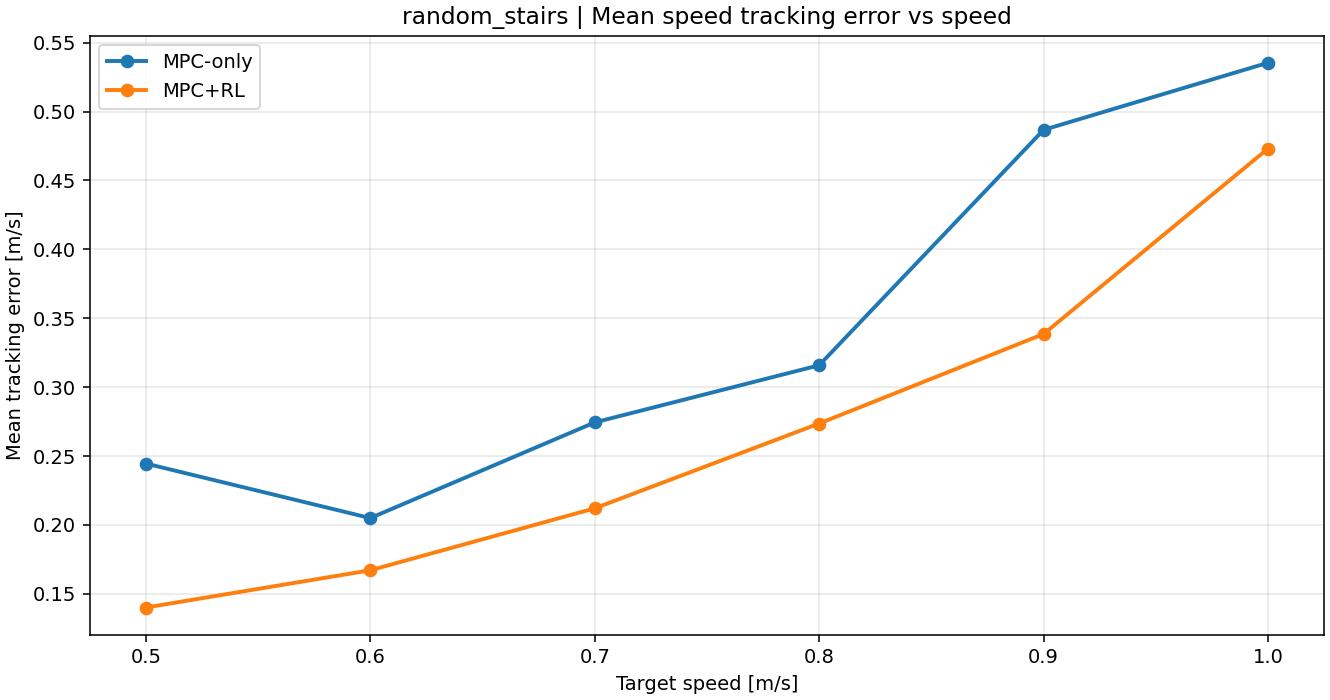 random_stairs | Mean speed tracking error vs speed
MPC-only
MPC+RL
Mean tracking error [m/s]
0.55
0.50
0.45
0.40
0.35
0.30
0.25
0.20
0.15
0.5 0.6 0.7 0.8 0.9 1.0
Target speed [m/s]